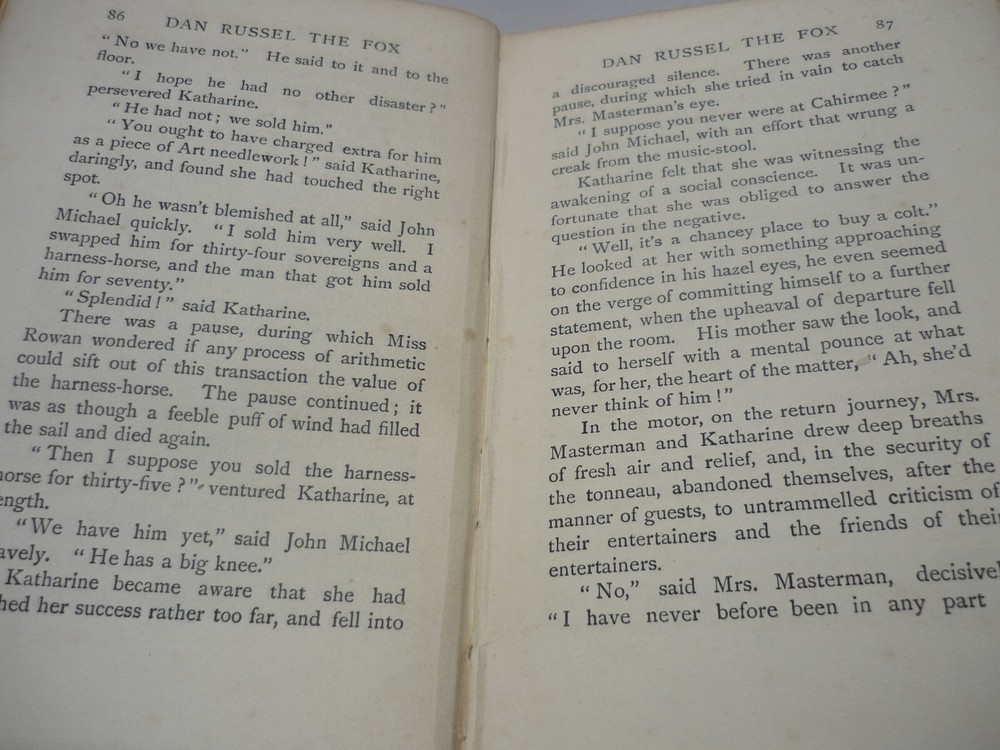 86
DAN RUSSEL THE FOX
“No we have not.” He said to it and to the
floor.
“I hope he had no other disaster?”
persevered Katharine.
“He had not; we sold him.”
“You ought to have charged extra for him
as a piece of Art needlework!” said Katharine,
daringly, and found she had touched the right
spot.
“Oh he wasn't blemished at all,” said John
Michael quickly. “I sold him very well. I
swapped him for thirty-four sovereigns and a
harness-horse, and the man that got him sold
him for seventy.”
“Splendid!” said Katharine.
There was a pause, during which Miss
Rowan wondered if any process of arithmetic
could sift out of this transaction the value of
the harness-horse. The pause continued; it
was as though a feeble puff of wind had filled
the sail and died again.
“Then I suppose you sold the harness-
horse for thirty-five?” ventured Katharine, at
ength.
“We have him yet,” said John Michael
avely. “He has a big knee.”
Katharine became aware that she had
hed her success rather too far, and fell into
DAN RUSSEL THE FOX
87
a discouraged silence. There was another
pause, during which she tried in vain to catch
Mrs. Masterman's eye.
“I suppose you never were at Cahirmee?”
said John Michael, with an effort that wrung a
creak from the music-stool.
Katharine felt that she was witnessing the
awakening of a social conscience. It was un-
fortunate that she was obliged to answer the
question in the negative.
“Well, it's a chancey place to buy a colt.”
He looked at her with something approaching
to confidence in his hazel eyes, he even seemed
on the verge of committing himself to a further
statement, when the upheaval of departure fell
upon the room. His mother saw the look, and
said to herself with a mental pounce at what
was, for her, the heart of the matter, “Ah, she'd
never think of him!”
In the motor, on the return journey, Mrs.
Masterman and Katharine drew deep breaths
of fresh air and relief, and, in the security of
the tonneau, abandoned themselves, after the
manner of guests, to untrammelled criticism of
their entertainers and the friends of their
entertainers.
“No,” said Mrs. Masterman, decisivel
“I have never before been in any part